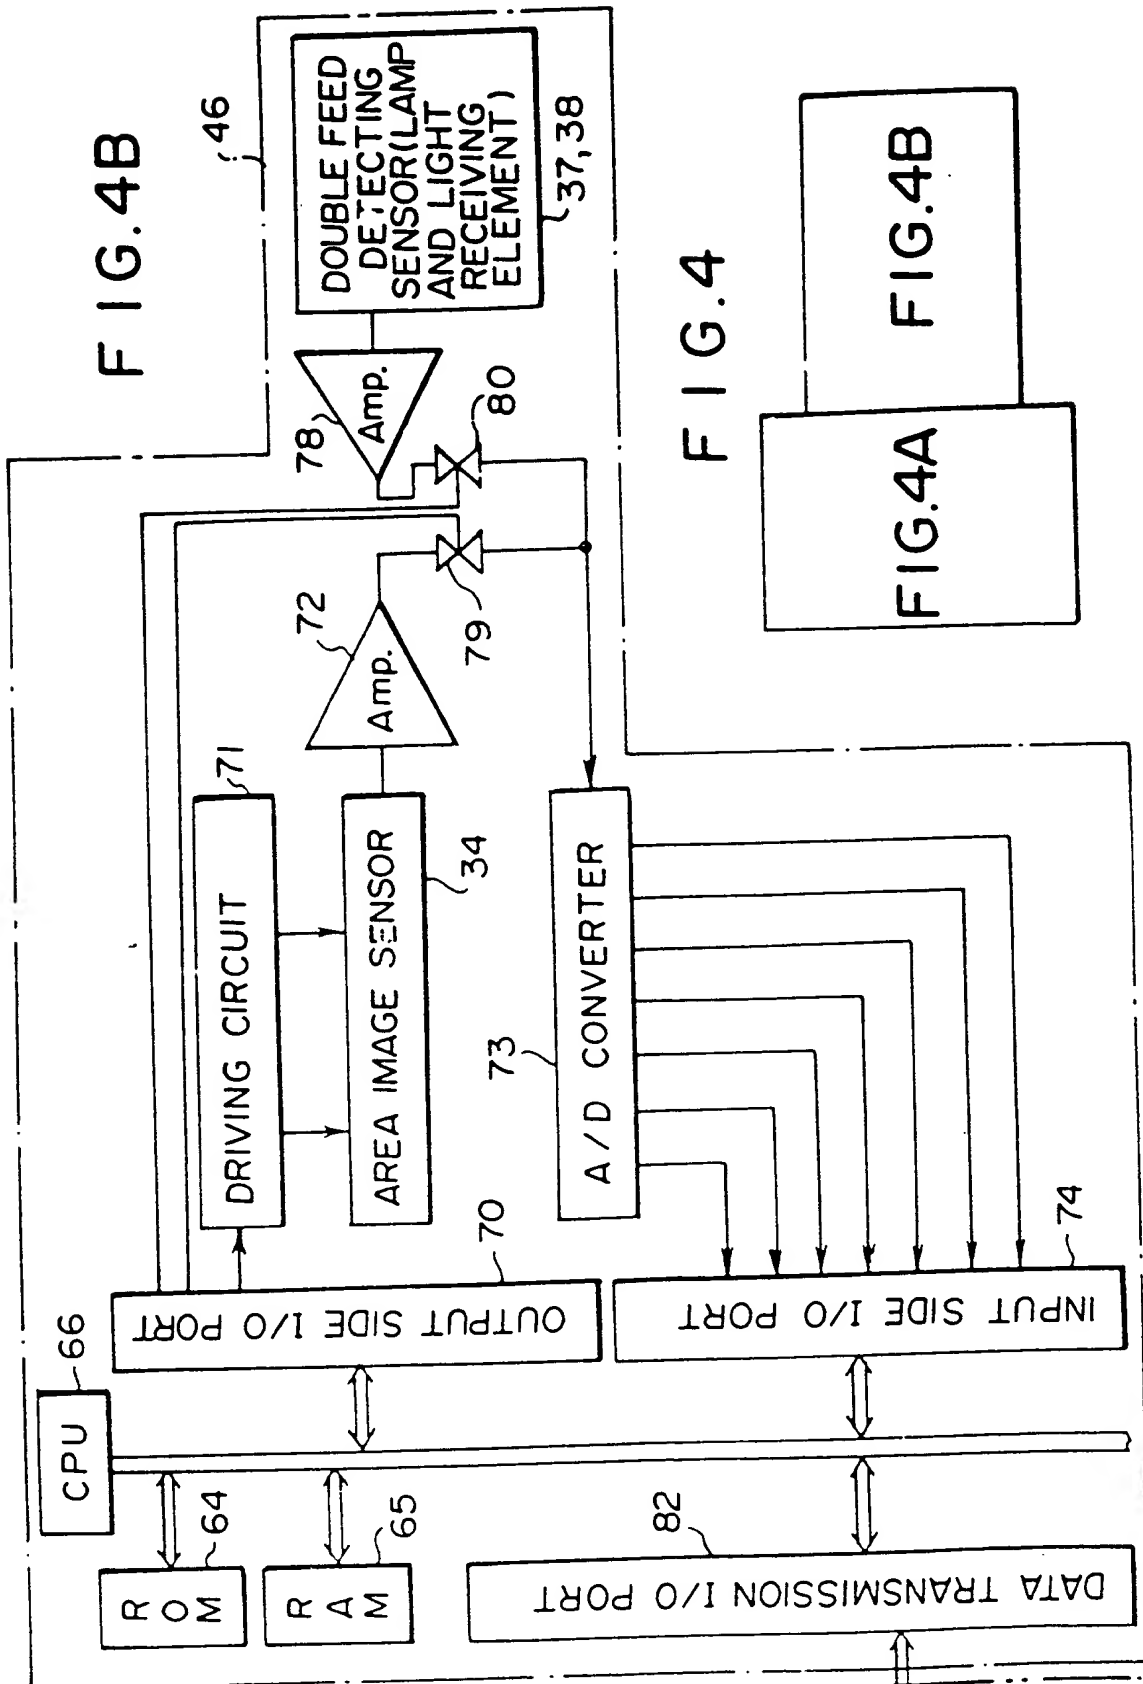 FIG.4B
46
DOUBLE FEED
DETECTING
SENSOR(LAMP
AND LIGHT
RECEIVING
ELEMENT)
37,38
78
Amp.
80
79
72
Amp.
71
DRIVING CIRCUIT
AREA IMAGE SENSOR
34
73
A/D CONVERTER
70
OUTPUT SIDE I/O PORT
74
INPUT SIDE I/O PORT
66
CPU
ROM
64
RAM
65
82
DATA TRANSMISSION I/O PORT
FIG.4
FIG.4A
FIG.4B